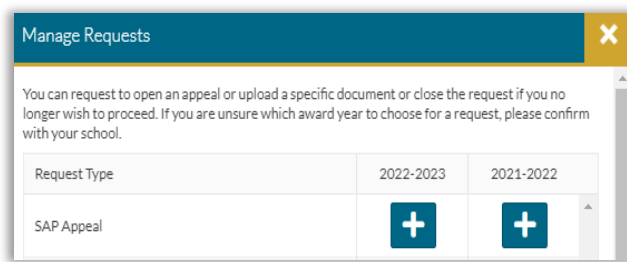 Manage Requests
You can request to open an appeal or upload a specific document or close the request if you no
longer wish to proceed. If you are unsure which award year to choose for a request, please confirm
with your school.
Request Type 2022-2023 2021-2022
SAP Appeal